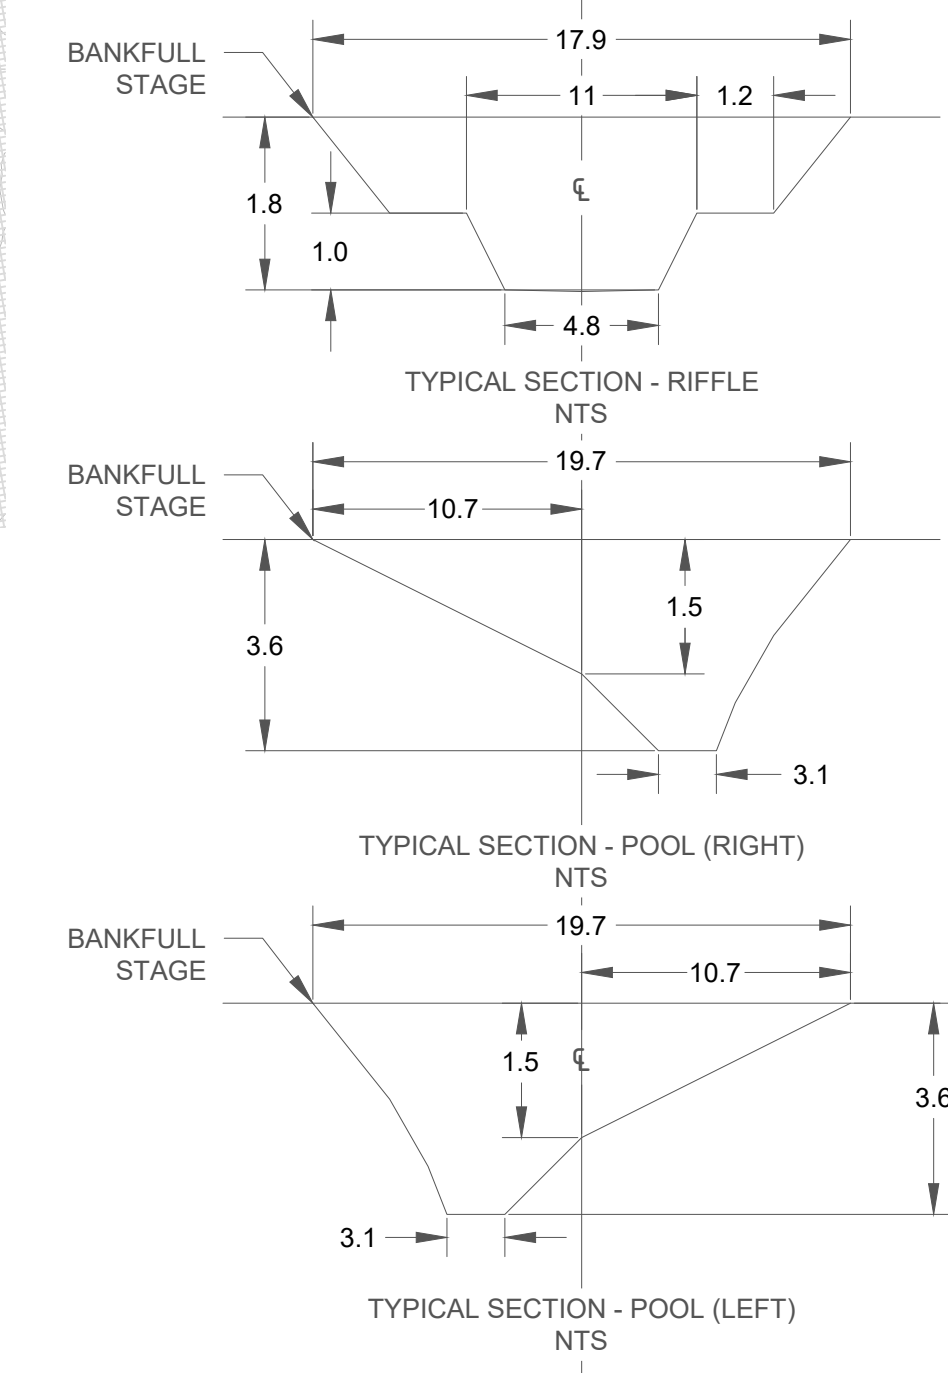 17.9
BANKFULL
STAGE
11
1.2
℄
1.8
1.0
4.8
TYPICAL SECTION - RIFFLE
NTS
19.7
BANKFULL
STAGE
10.7
1.5
3.6
3.1
TYPICAL SECTION - POOL (RIGHT)
NTS
19.7
BANKFULL
STAGE
10.7
1.5
℄
3.6
3.1
TYPICAL SECTION - POOL (LEFT)
NTS